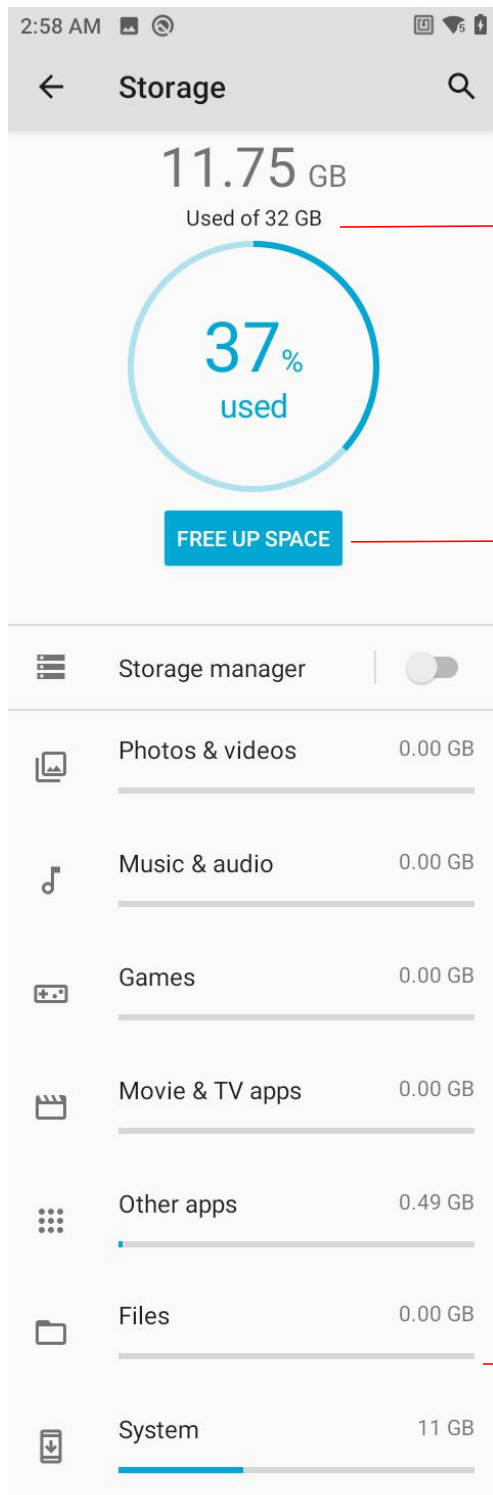 2:58 AM
Storage
11.75 GB
Used of 32 GB
37%
used
FREE UP SPACE
Storage manager
Photos & videos 0.00 GB
Music & audio 0.00 GB
Games 0.00 GB
Movie & TV apps 0.00 GB
Other apps 0.49 GB
Files 0.00 GB
System 11 GB